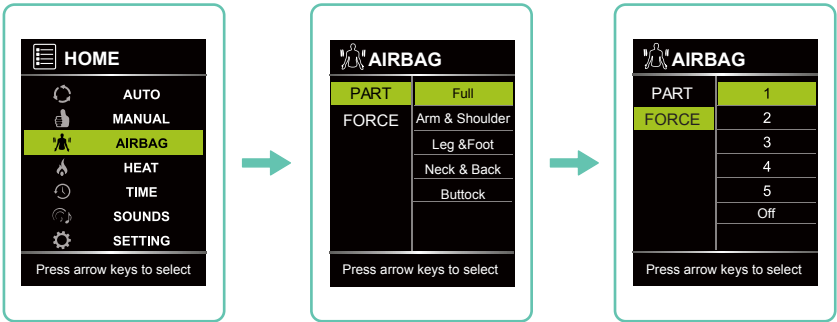 HOME
AUTO
MANUAL
AIRBAG
HEAT
TIME
SOUNDS
SETTING
Press arrow keys to select
AIRBAG
PART Full
FORCE Arm & Shoulder
Leg &Foot
Neck & Back
Buttock
Press arrow keys to select
AIRBAG
PART 1
FORCE 2
3
4
5
Off
Press arrow keys to select